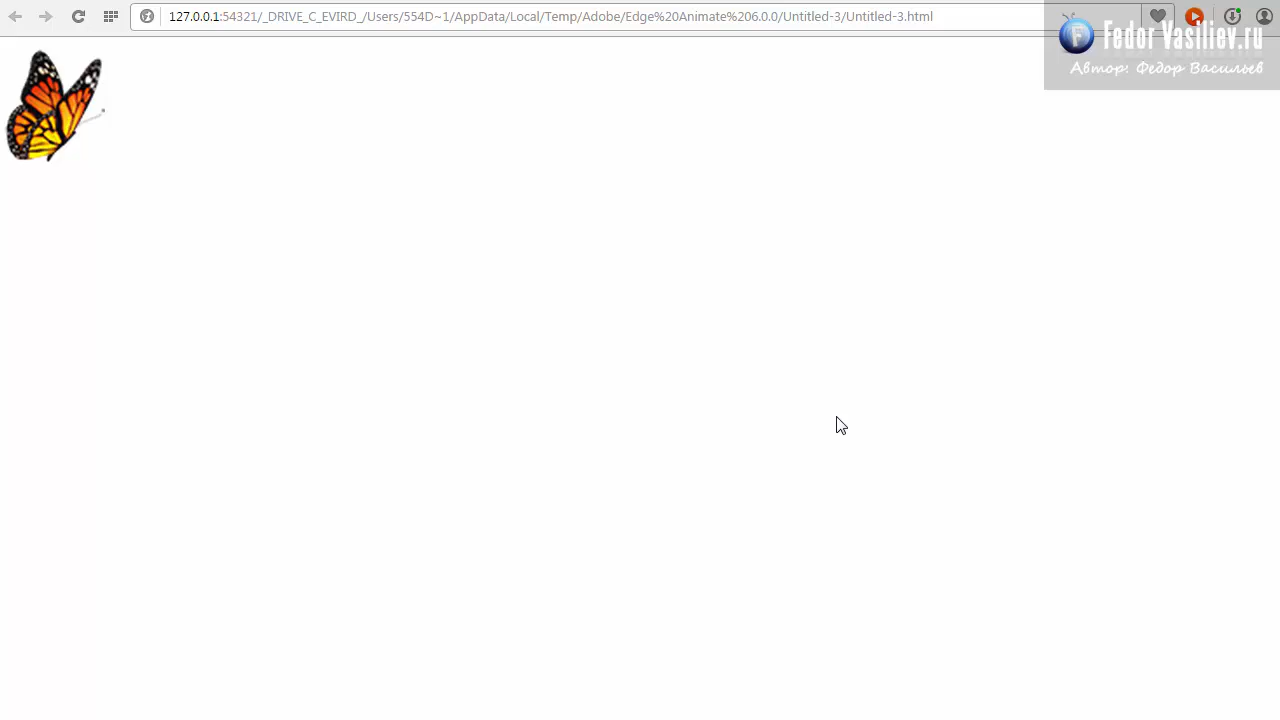 127.0.0.1:54321/_DRIVE_C_EVIRD_/Users/554D~1/AppData/Local/Temp/Adobe/Edge%20Animate%206.0.0/Untitled-3/Untitled-3.html
F Fedor Vasiliev.ru
Автор: Федор Васильев